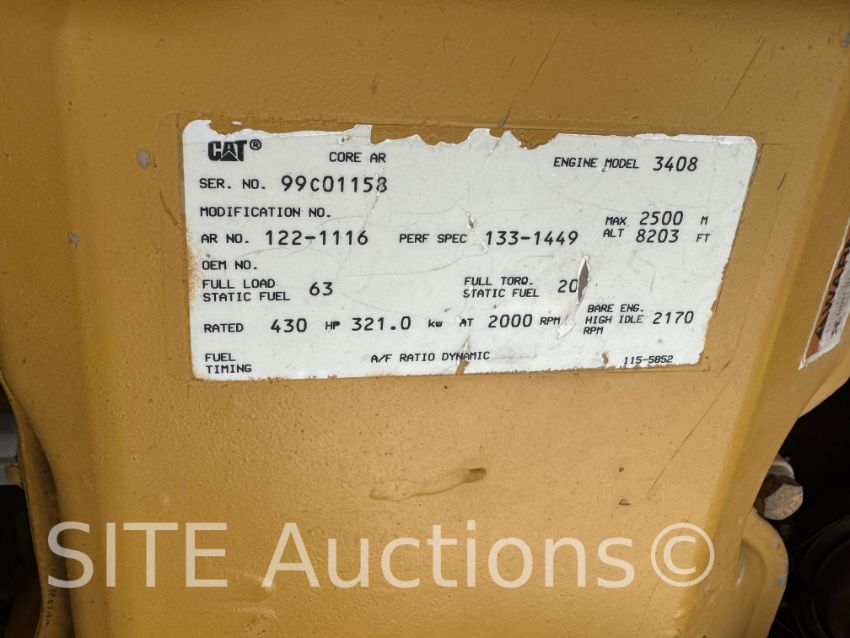 CAT®
CORE AR
ENGINE MODEL 3408
SER. NO. 99C01158
MODIFICATION NO.
AR NO. 122-1116 PERF SPEC 133-1449
MAX ALT 2500 M 8203 FT
OEM NO.
FULL LOAD STATIC FUEL 63
FULL TORQ. STATIC FUEL 20
RATED 430 HP 321.0 kw AT 2000 RPM
BARE ENG. HIGH IDLE RPM 2170
FUEL TIMING
A/F RATIO DYNAMIC
115-5852
SITE Auctions©